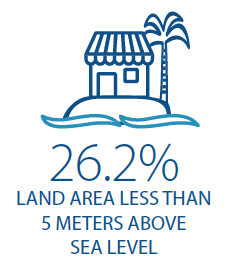 26.2%
LAND AREA LESS THAN
5 METERS ABOVE
SEA LEVEL